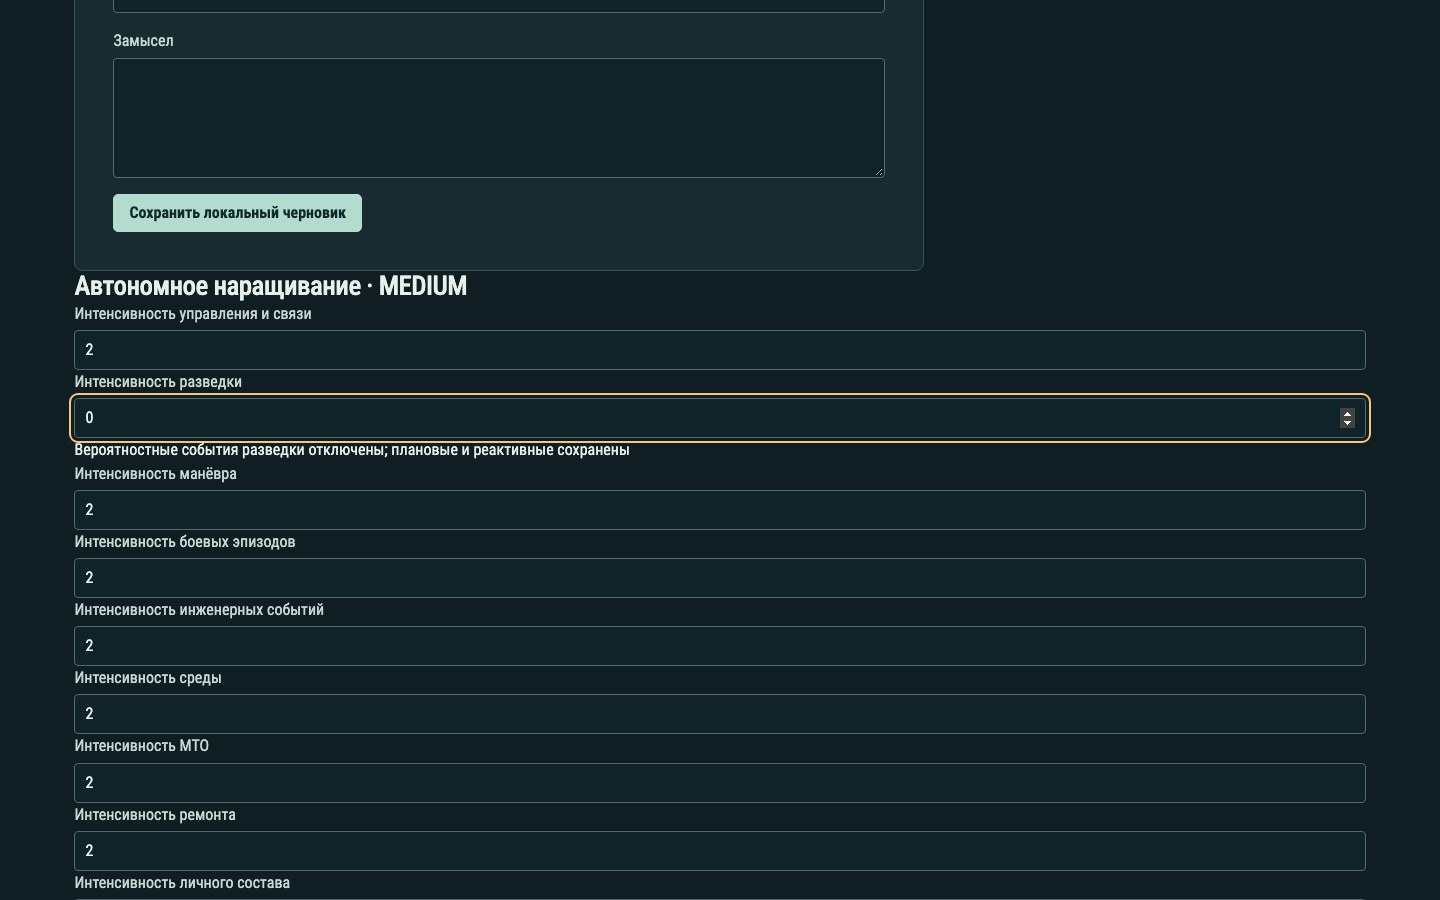 Замысел
Сохранить локальный черновик
Автономное наращивание · MEDIUM
Интенсивность управления и связи
2
Интенсивность разведки
0
Вероятностные события разведки отключены; плановые и реактивные сохранены
Интенсивность манёвра
2
Интенсивность боевых эпизодов
2
Интенсивность инженерных событий
2
Интенсивность среды
2
Интенсивность МТО
2
Интенсивность ремонта
2
Интенсивность личного состава